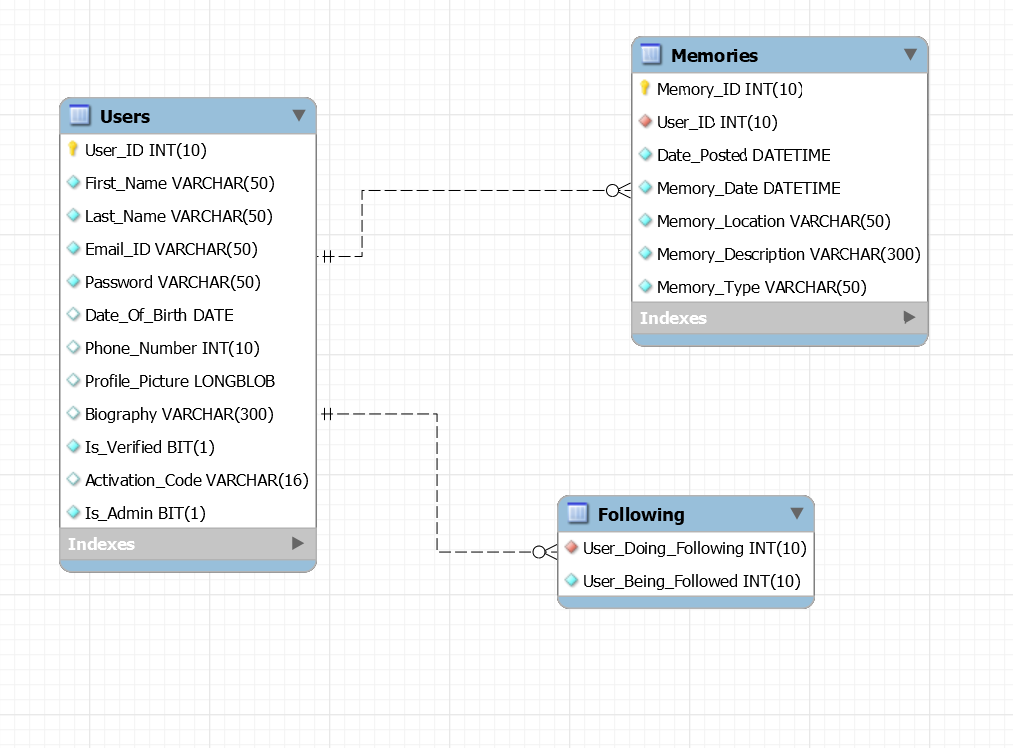 Users
User_ID INT(10)
First_Name VARCHAR(50)
Last_Name VARCHAR(50)
Email_ID VARCHAR(50)
Password VARCHAR(50)
Date_Of_Birth DATE
Phone_Number INT(10)
Profile_Picture LONGBLOB
Biography VARCHAR(300)
Is_Verified BIT(1)
Activation_Code VARCHAR(16)
Is_Admin BIT(1)
Indexes
Memories
Memory_ID INT(10)
User_ID INT(10)
Date_Posted DATETIME
Memory_Date DATETIME
Memory_Location VARCHAR(50)
Memory_Description VARCHAR(300)
Memory_Type VARCHAR(50)
Indexes
Following
User_Doing_Following INT(10)
User_Being_Followed INT(10)